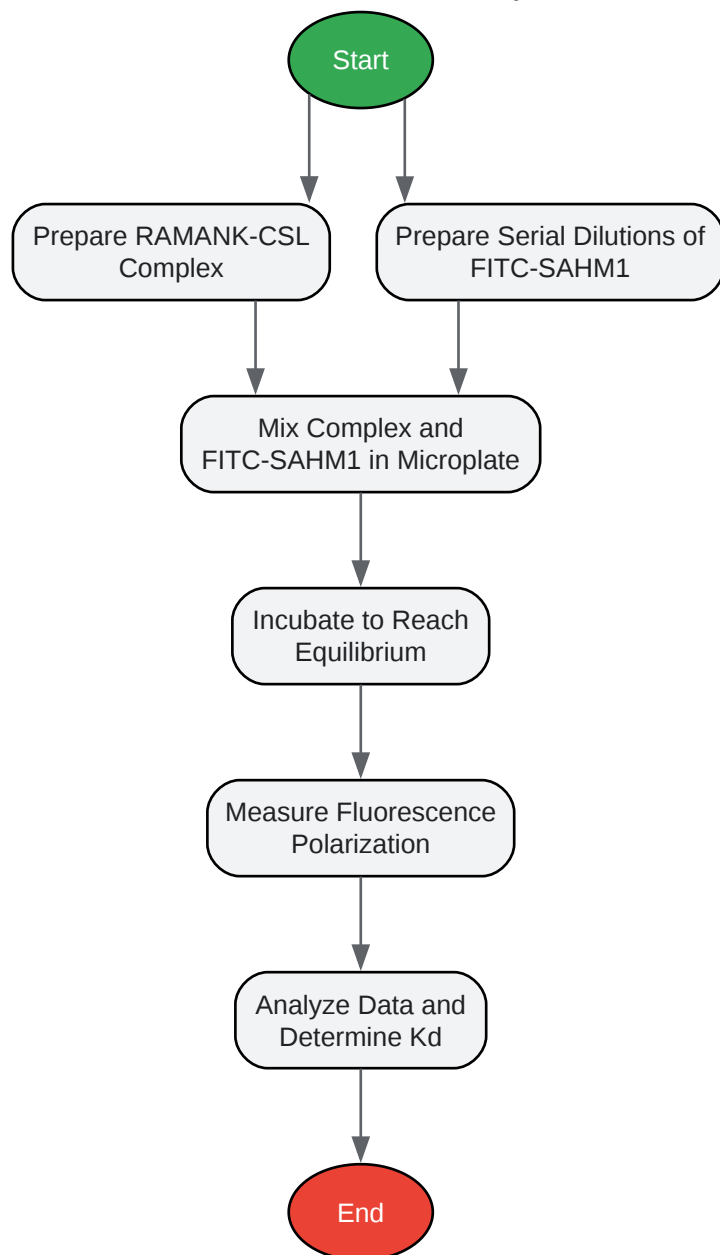 Start
Prepare RAMANK-CSL
Complex
Prepare Serial Dilutions of
FITC-SAHM1
Mix Complex and
FITC-SAHM1 in Microplate
Incubate to Reach
Equilibrium
Measure Fluorescence
Polarization
Analyze Data and
Determine Kd
End